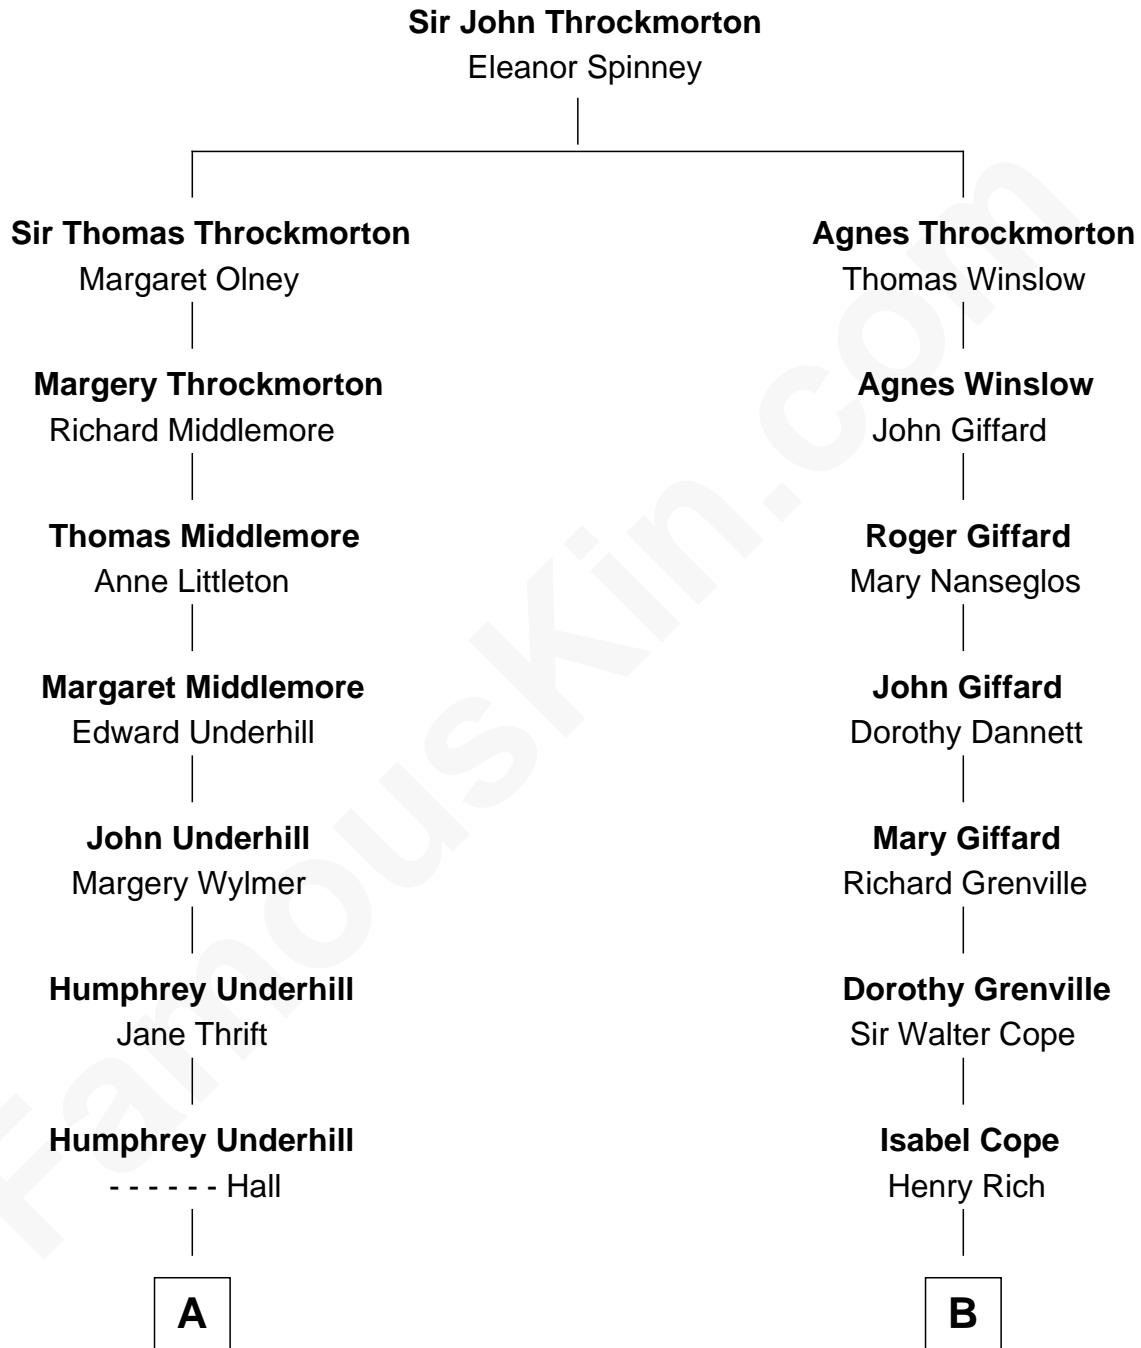 Sir John Throckmorton
Eleanor Spinney
Sir Thomas Throckmorton
Margaret Olney
Agnes Throckmorton
Thomas Winslow
Margery Throckmorton
Richard Middlemore
Agnes Winslow
John Giffard
Thomas Middlemore
Anne Littleton
Roger Giffard
Mary Nanseglos
Margaret Middlemore
Edward Underhill
John Giffard
Dorothy Dannett
John Underhill
Margery Wylmer
Mary Giffard
Richard Grenville
Humphrey Underhill
Jane Thrift
Dorothy Grenville
Sir Walter Cope
Humphrey Underhill
- - - - - - Hall
Isabel Cope
Henry Rich
A
B
FamousKin.com